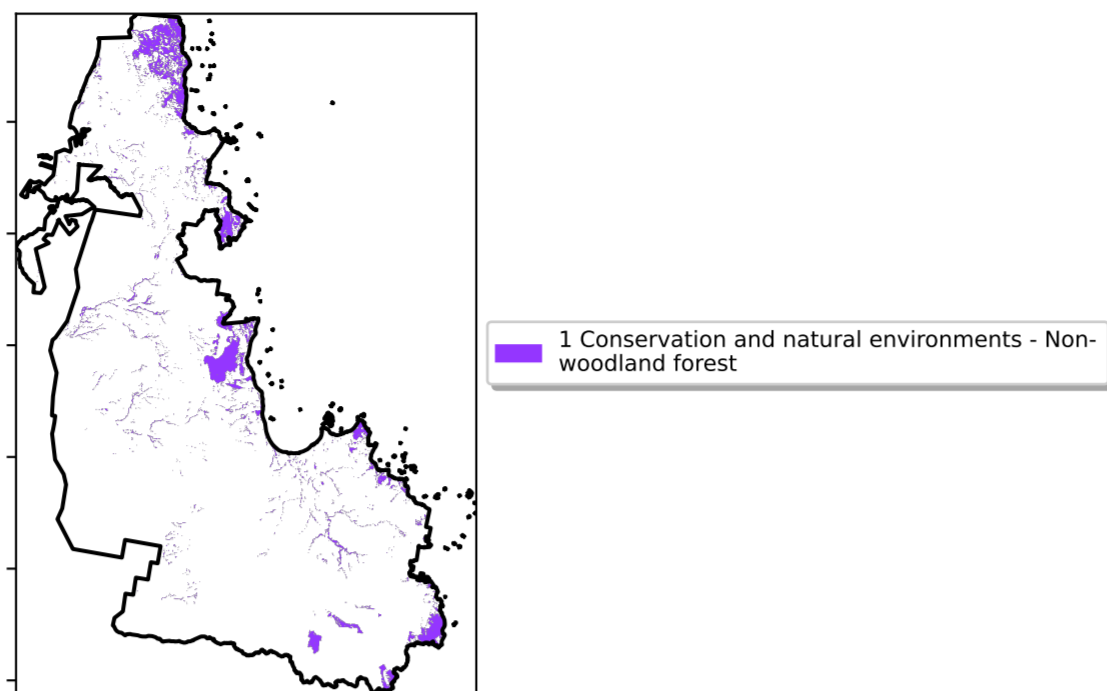 1 Conservation and natural environments - Non-
woodland forest